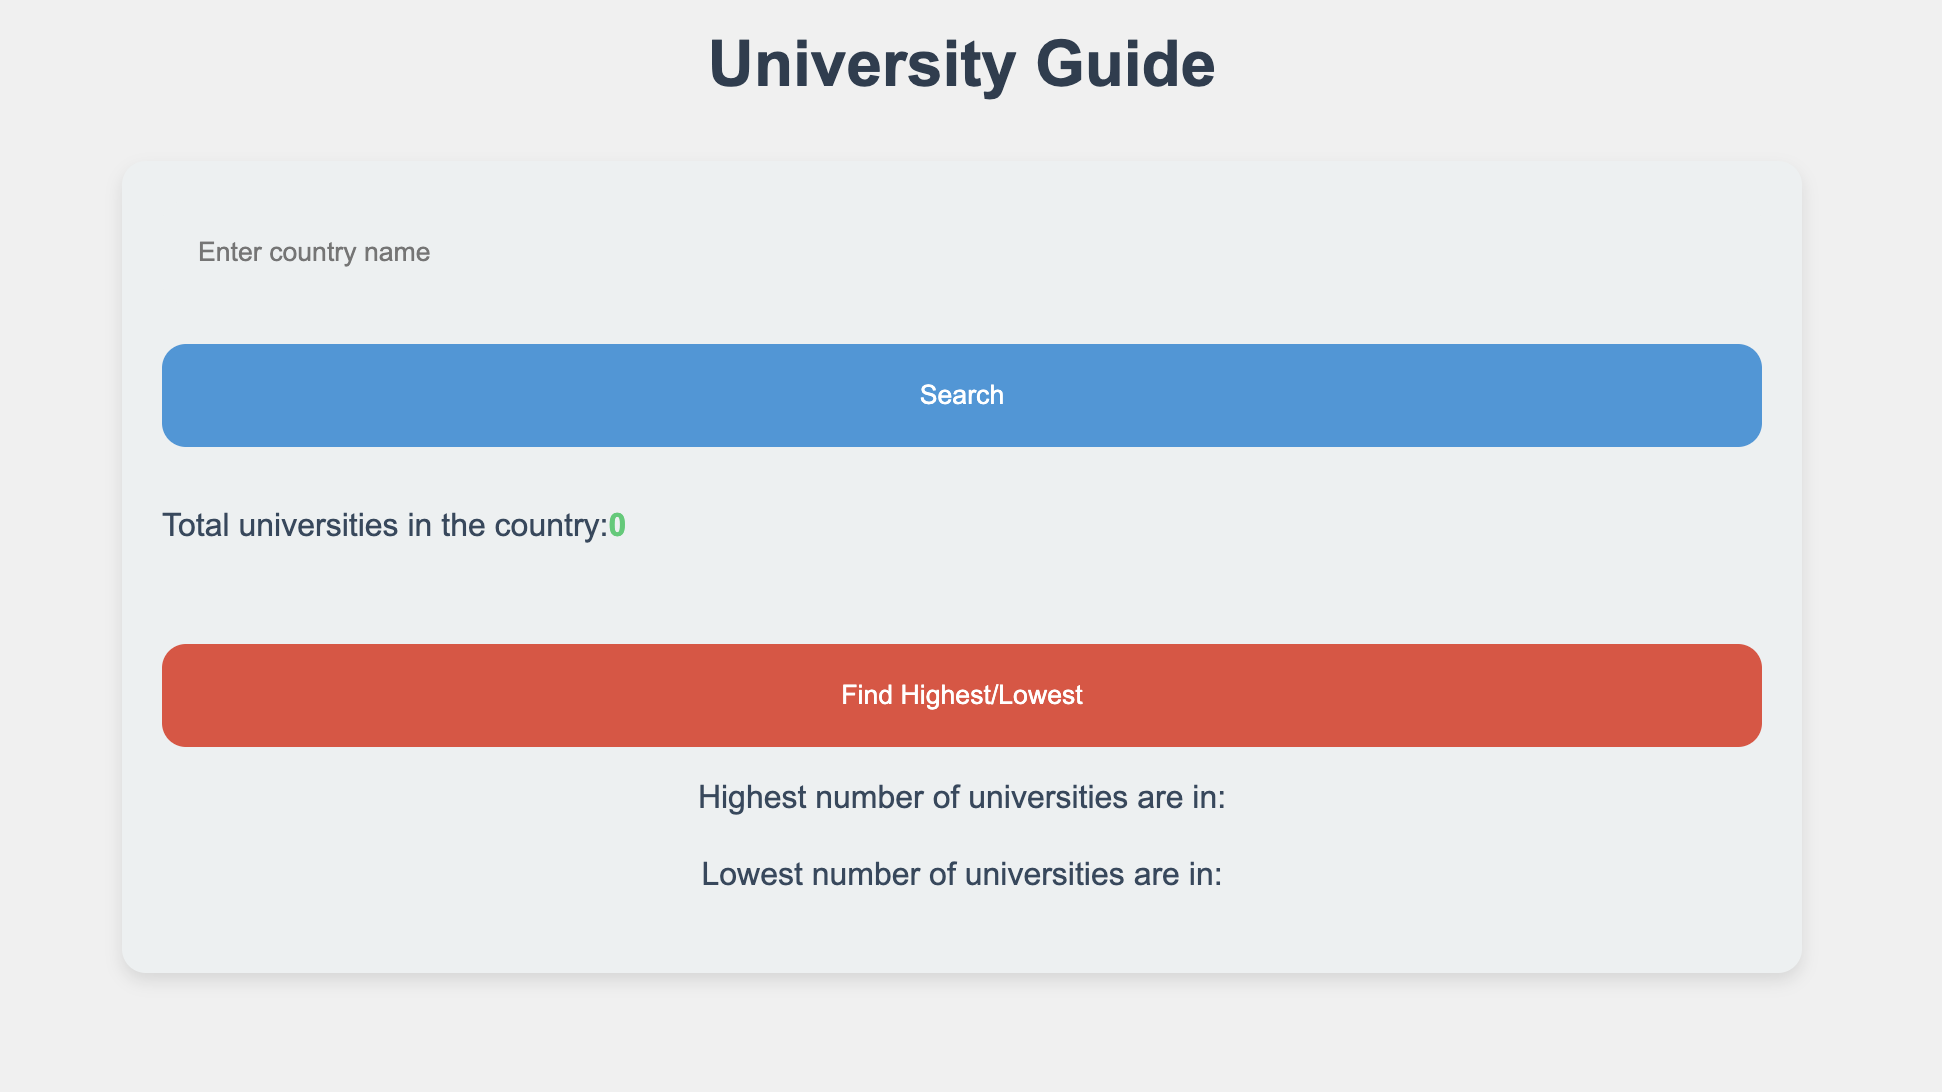 University Guide
Enter country name
Search
Total universities in the country:0
Find Highest/Lowest
Highest number of universities are in:
Lowest number of universities are in: